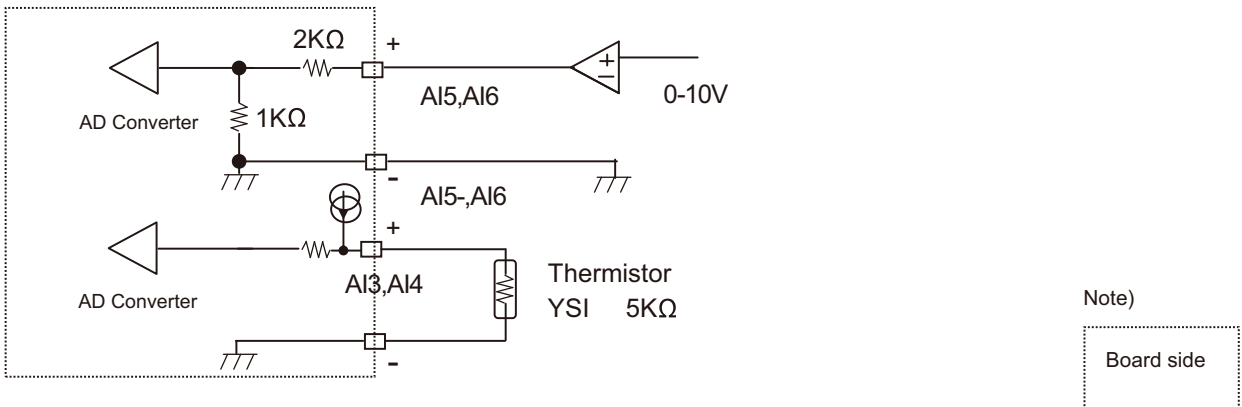 2KΩ
+
AI5,AI6
+
−
0-10V
AD Converter
1KΩ
-
AI5-,AI6
+
AI3,AI4
AD Converter
Thermistor
YSI 5KΩ
-
Note)
Board side